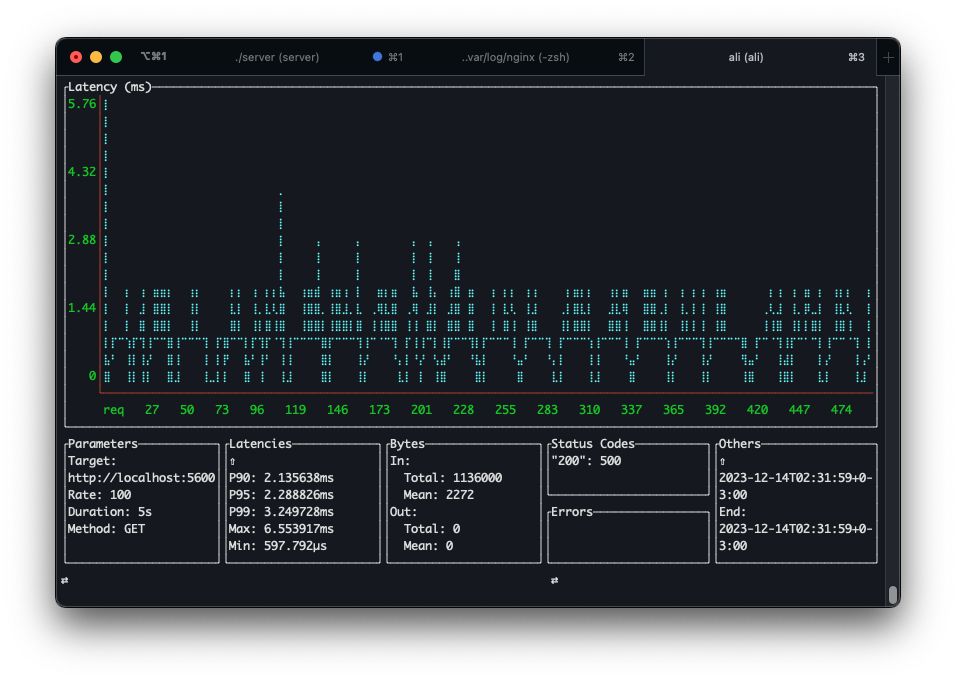 ⌥⌘1 ./server (server) ⌘1 ..var/log/nginx (-zsh) ⌘2 ali (ali) ⌘3 +
Latency (ms)
5.76
4.32
2.88
1.44
0
req 27 50 73 96 119 146 173 201 228 255 283 310 337 365 392 420 447 474
Parameters
Target:
http://localhost:5600
Rate: 100
Duration: 5s
Method: GET
Latencies
⇧
P90: 2.135638ms
P95: 2.288826ms
P99: 3.249728ms
Max: 6.553917ms
Min: 597.792µs
Bytes
In:
Total: 1136000
Mean: 2272
Out:
Total: 0
Mean: 0
Status Codes
"200": 500
Errors
Others
⇧
2023-12-14T02:31:59+0-
3:00
End:
2023-12-14T02:31:59+0-
3:00
⇄ ⇄